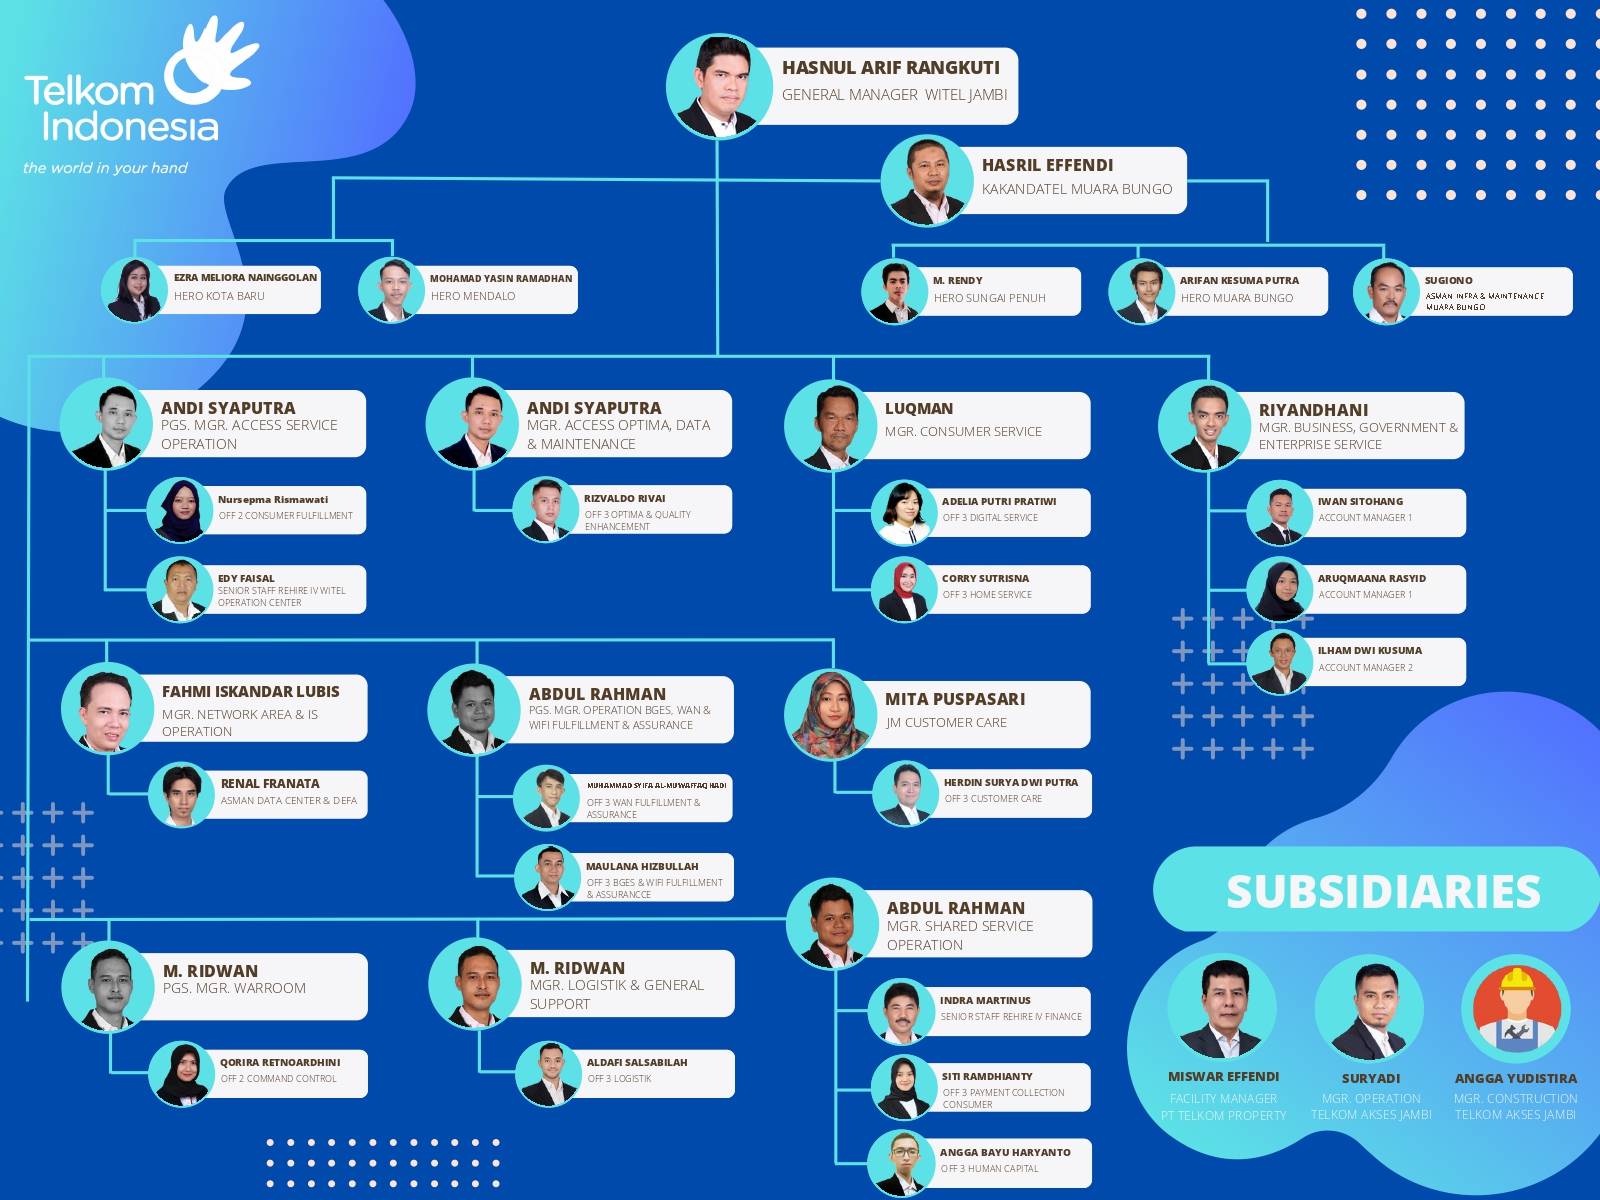 Telkom
Indonesia
the world in your hand
HASNUL ARIF RANGKUTI
GENERAL MANAGER WITEL JAMBI
HASRIL EFFENDI
KAKANDATEL MUARA BUNGO
EZRA MELIORA NAINGGOLAN
HERO KOTA BARU
MOHAMAD YASIN RAMADHAN
HERO MENDALO
M. RENDY
HERO SUNGAI PENUH
ARIFAN KESUMA PUTRA
HERO MUARA BUNGO
SUGIONO
ASMAN INFRA & MAINTENANCE
MUARA BUNGO
ANDI SYAPUTRA
PGS. MGR. ACCESS SERVICE
OPERATION
ANDI SYAPUTRA
MGR. ACCESS OPTIMA, DATA
& MAINTENANCE
LUQMAN
MGR. CONSUMER SERVICE
RIYANDHANI
MGR. BUSINESS, GOVERNMENT &
ENTERPRISE SERVICE
Nursepma Rismawati
OFF 2 CONSUMER FULFILLMENT
RIZVALDO RIVAI
OFF 3 OPTIMA & QUALITY
ENHANCEMENT
ADELIA PUTRI PRATIWI
OFF 3 DIGITAL SERVICE
IWAN SITOHANG
ACCOUNT MANAGER 1
EDY FAISAL
SENIOR STAFF REHIRE IV WITEL
OPERATION CENTER
CORRY SUTRISNA
OFF 3 HOME SERVICE
ARUQMAANA RASYID
ACCOUNT MANAGER 1
ILHAM DWI KUSUMA
ACCOUNT MANAGER 2
FAHMI ISKANDAR LUBIS
MGR. NETWORK AREA & IS
OPERATION
ABDUL RAHMAN
PGS. MGR. OPERATION BGES, WAN &
WIFI FULFILLMENT & ASSURANCE
MITA PUSPASARI
JM CUSTOMER CARE
RENAL FRANATA
ASMAN DATA CENTER & DEFA
MUHAMMAD SYIFA AL-MUWAFFAQ HADI
OFF 3 WAN FULFILLMENT &
ASSURANCE
HERDIN SURYA DWI PUTRA
OFF 3 CUSTOMER CARE
MAULANA HIZBULLAH
OFF 3 BGES & WIFI FULFILLMENT
& ASSURANCCE
ABDUL RAHMAN
MGR. SHARED SERVICE
OPERATION
M. RIDWAN
PGS. MGR. WARROOM
M. RIDWAN
MGR. LOGISTIK & GENERAL
SUPPORT
INDRA MARTINUS
SENIOR STAFF REHIRE IV FINANCE
QORIRA RETNOARDHINI
OFF 2 COMMAND CONTROL
ALDAFI SALSABILAH
OFF 3 LOGISTIK
SITI RAMDHIANTY
OFF 3 PAYMENT COLLECTION
CONSUMER
ANGGA BAYU HARYANTO
OFF 3 HUMAN CAPITAL
SUBSIDIARIES
MISWAR EFFENDI
FACILITY MANAGER
PT TELKOM PROPERTY
SURYADI
MGR. OPERATION
TELKOM AKSES JAMBI
ANGGA YUDISTIRA
MGR. CONSTRUCTION
TELKOM AKSES JAMBI